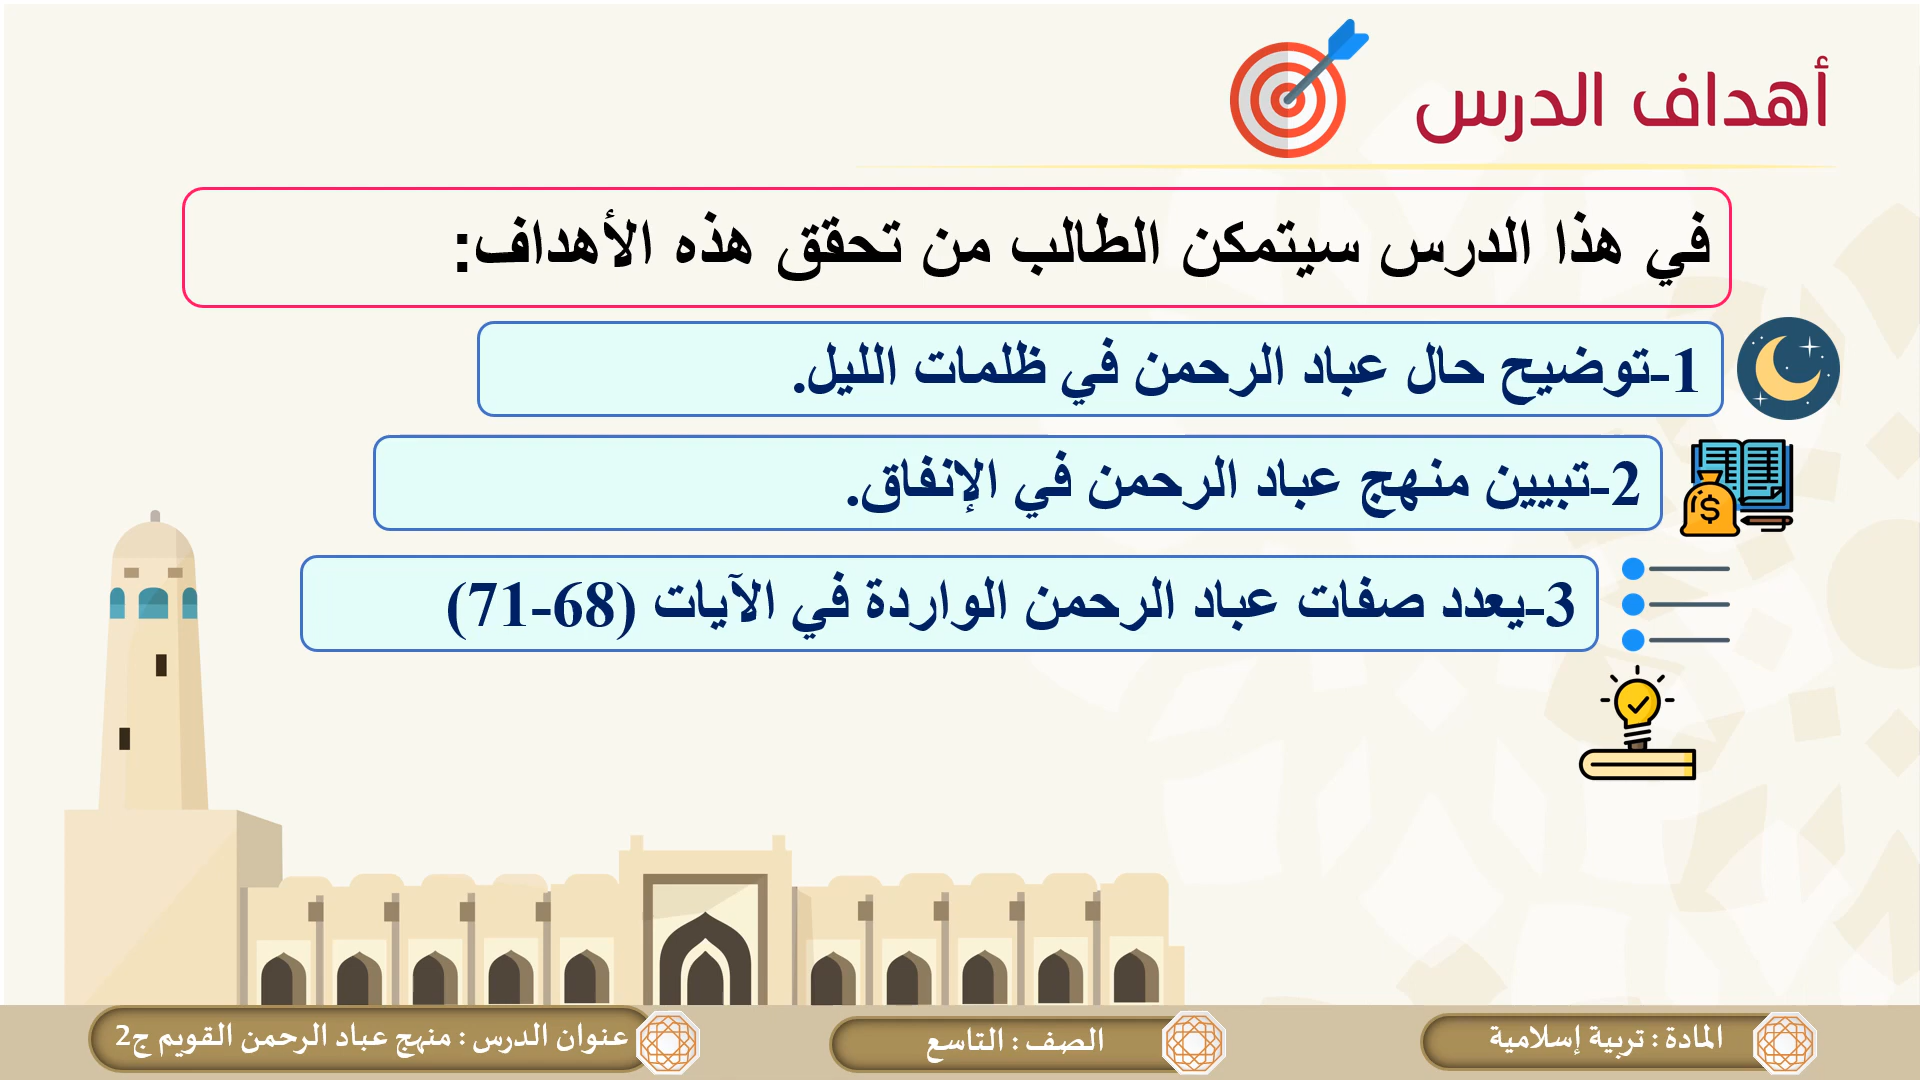 أهداف الدرس
في هذا الدرس سيتمكن الطالب من تحقق هذه الأهداف:
1-توضيح حال عباد الرحمن في ظلمات الليل.
2-تبيين منهج عباد الرحمن في الإنفاق.
3-يعدد صفات عباد الرحمن الواردة في الآيات (68-71)
المادة : تربية إسلامية
الصف : التاسع
عنوان الدرس : منهج عباد الرحمن القويم ج2